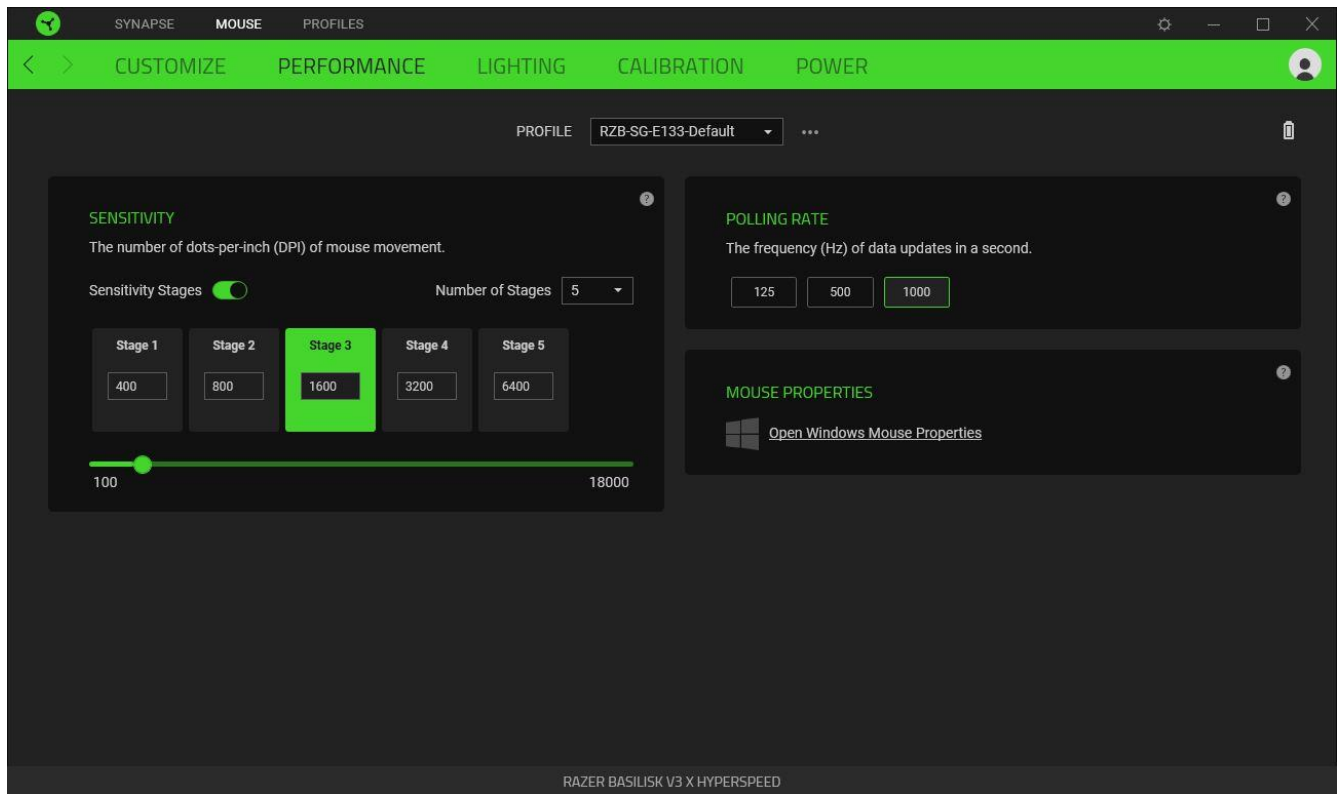 SYNAPSE MOUSE PROFILES
CUSTOMIZE PERFORMANCE LIGHTING CALIBRATION POWER
PROFILE RZB-SG-E133-Default
SENSITIVITY
The number of dots-per-inch (DPI) of mouse movement.
Sensitivity Stages Number of Stages 5
Stage 1 Stage 2 Stage 3 Stage 4 Stage 5
400 800 1600 3200 6400
100 18000
POLLING RATE
The frequency (Hz) of data updates in a second.
125 500 1000
MOUSE PROPERTIES
Open Windows Mouse Properties
RAZER BASILISK V3 X HYPERSPEED